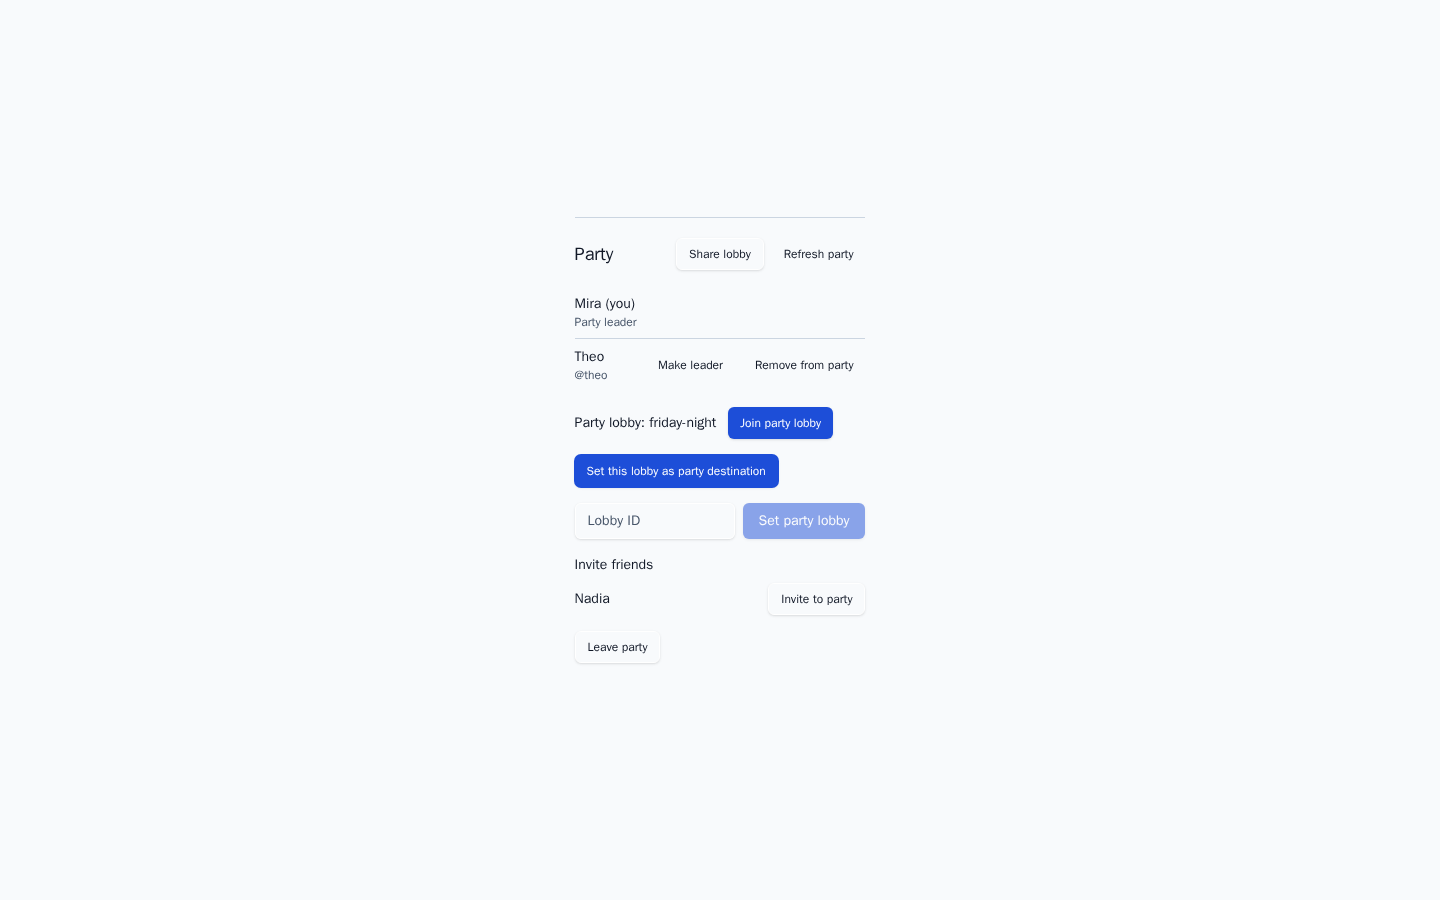 Party Share lobby Refresh party
Mira (you)
Party leader
Theo
@theo
Make leader Remove from party
Party lobby: friday-night Join party lobby
Set this lobby as party destination
Lobby ID Set party lobby
Invite friends
Nadia Invite to party
Leave party